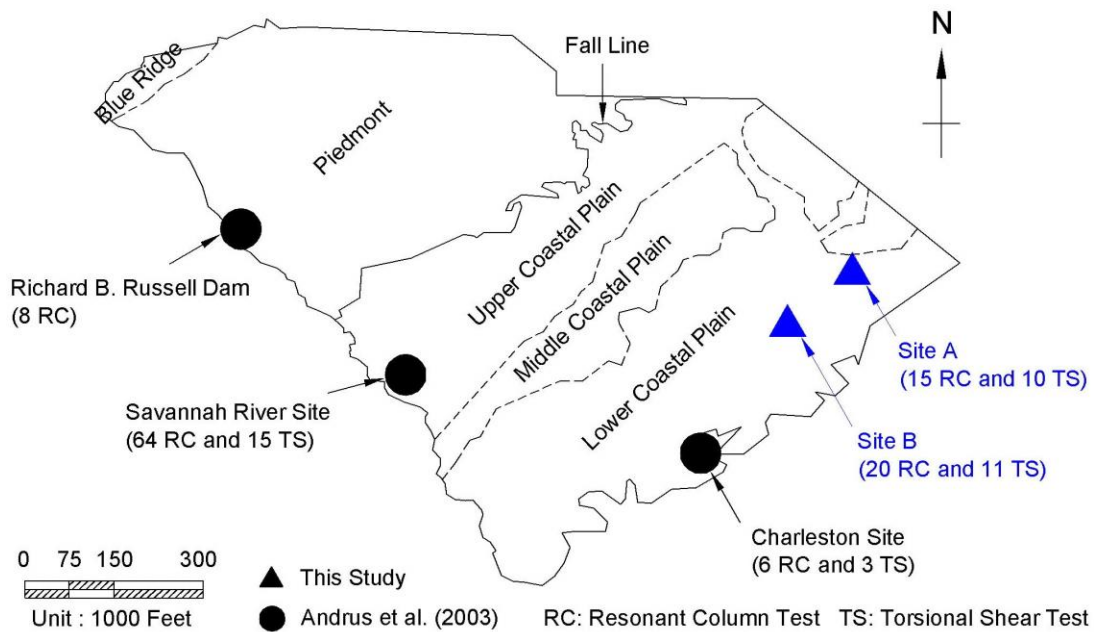 N
Fall Line
Blue Ridge
Piedmont
Upper Coastal Plain
Middle Coastal Plain
Lower Coastal Plain
Richard B. Russell Dam
(8 RC)
Savannah River Site
(64 RC and 15 TS)
Site A
(15 RC and 10 TS)
Site B
(20 RC and 11 TS)
Charleston Site
(6 RC and 3 TS)
0 75 150 300
Unit : 1000 Feet
This Study
Andrus et al. (2003)
RC: Resonant Column Test TS: Torsional Shear Test